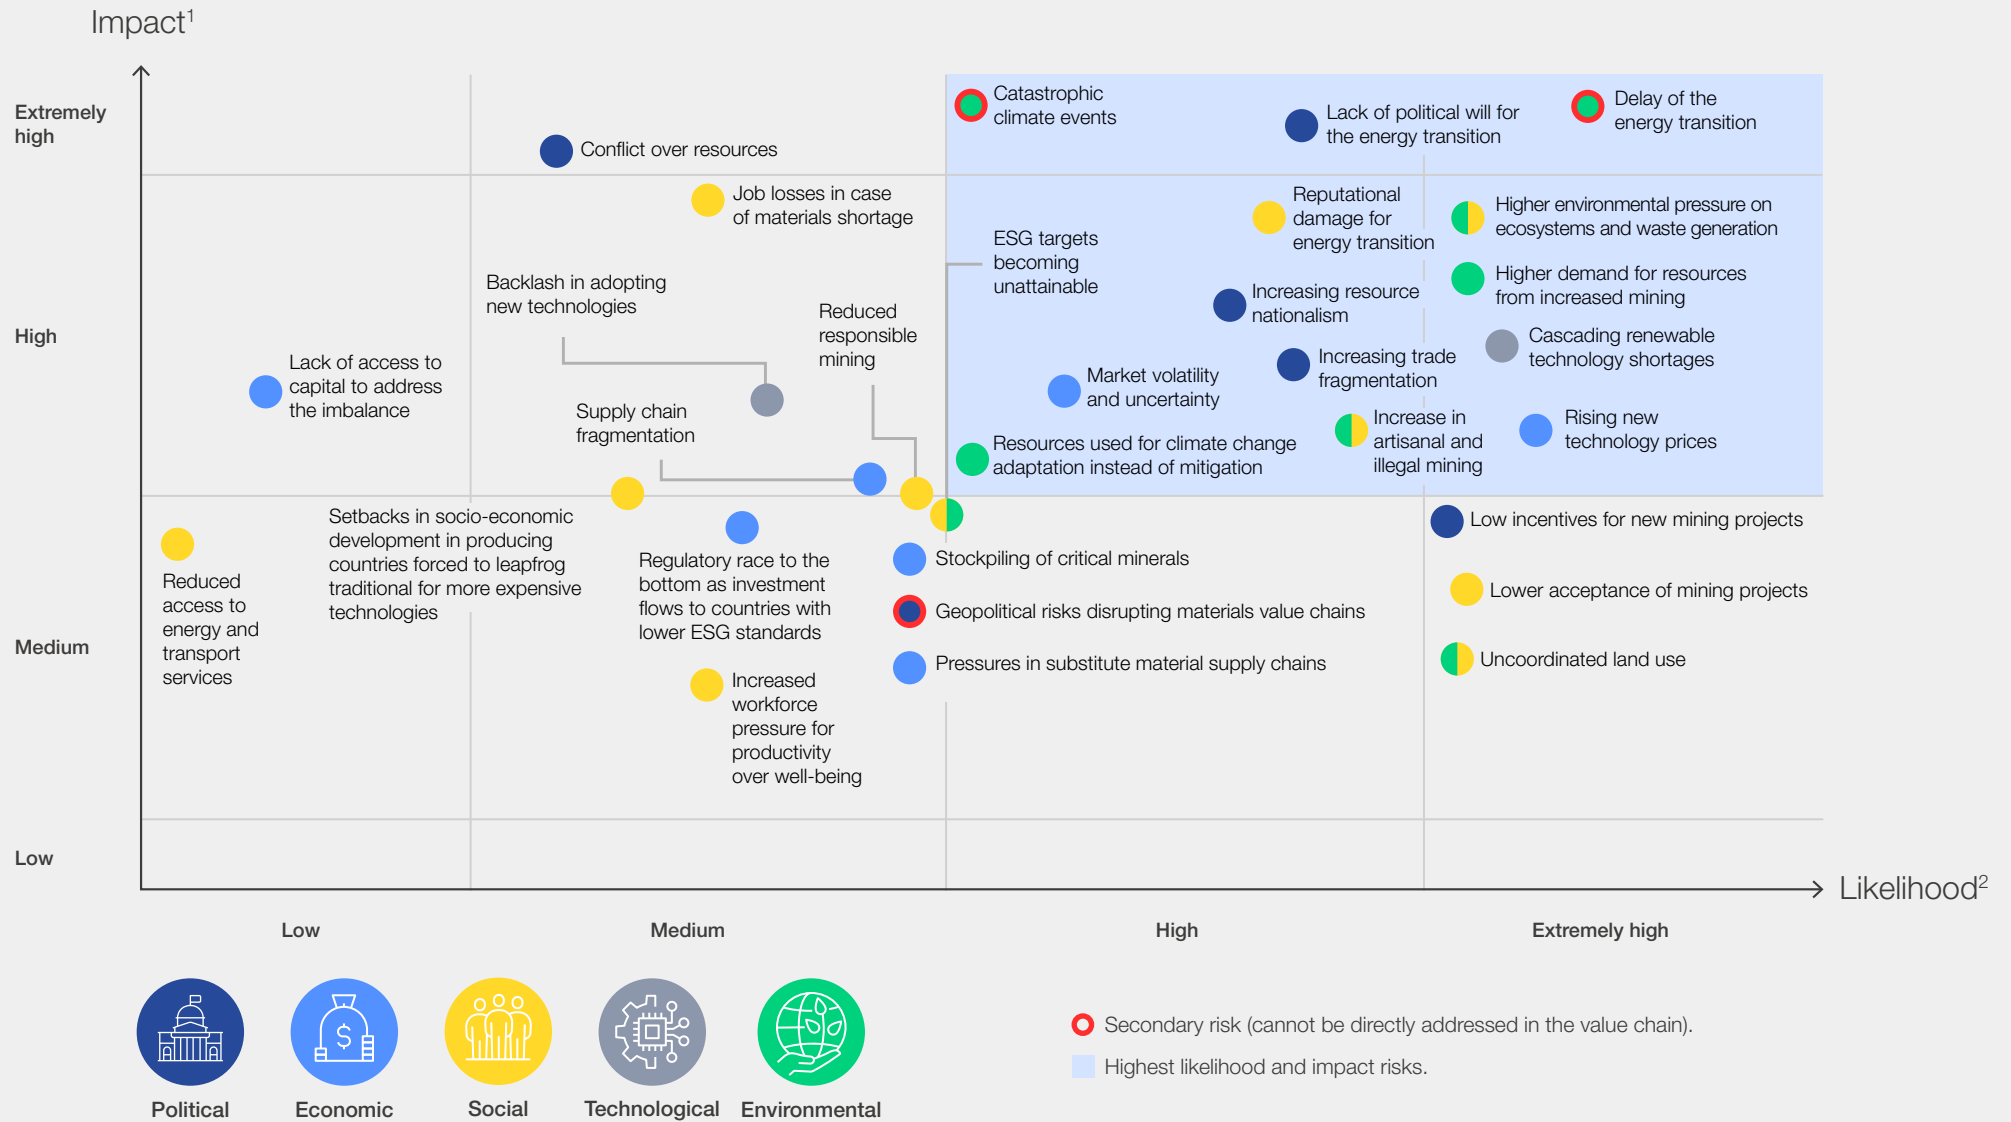 Impact1
Extremely
high
High
Medium
Low
Catastrophic
climate events
Lack of political will for
the energy transition
Delay of the
energy transition
Conflict over resources
Job losses in case
of materials shortage
Reputational
damage for
energy transition
Higher environmental pressure on
ecosystems and waste generation
ESG targets
becoming
unattainable
Backlash in adopting
new technologies
Higher demand for resources
from increased mining
Increasing resource
nationalism
Reduced
responsible
mining
Cascading renewable
technology shortages
Lack of access to
capital to address
the imbalance
Increasing trade
fragmentation
Market volatility
and uncertainty
Supply chain
fragmentation
Increase in
artisanal and
illegal mining
Rising new
technology prices
Resources used for climate change
adaptation instead of mitigation
Setbacks in socio-economic
development in producing
countries forced to leapfrog
traditional for more expensive
technologies
Low incentives for new mining projects
Regulatory race to the
bottom as investment
flows to countries with
lower ESG standards
Stockpiling of critical minerals
Reduced
access to
energy and
transport
services
Lower acceptance of mining projects
Geopolitical risks disrupting materials value chains
Pressures in substitute material supply chains
Uncoordinated land use
Increased
workforce
pressure for
productivity
over well-being
Likelihood2
Low
Medium
High
Extremely high
$
Political
Economic
Social
Technological
Environmental
Secondary risk (cannot be directly addressed in the value chain).
Highest likelihood and impact risks.